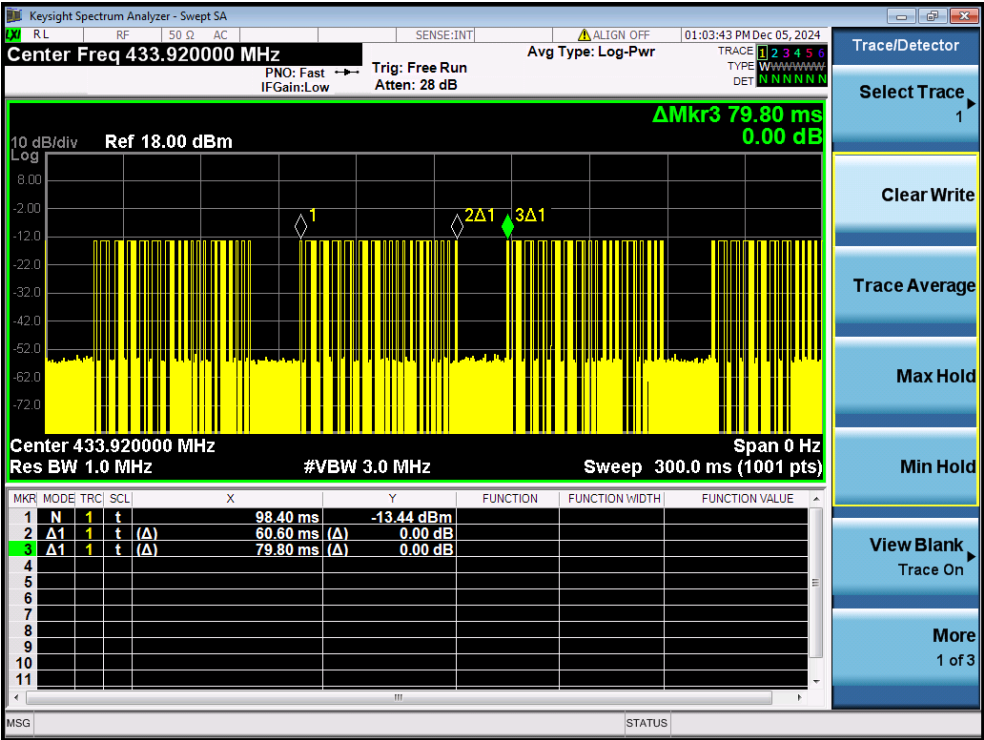 Keysight Spectrum Analyzer - Swept SA
LXI RL RF 50 Ω AC SENSE:INT ALIGN OFF 01:03:43 PM Dec 05, 2024
Center Freq 433.920000 MHz
PNO: Fast
IFGain:Low
Trig: Free Run
Atten: 28 dB
Avg Type: Log-Pwr
TRACE 1 2 3 4 5 6
TYPE WWWWWW
DET N N N N N N
ΔMkr3 79.80 ms
0.00 dB
10 dB/div Ref 18.00 dBm
Log
8.00
-2.00
-12.0
-22.0
-32.0
-42.0
-52.0
-62.0
-72.0
1
2Δ1
3Δ1
Center 433.920000 MHz Span 0 Hz
Res BW 1.0 MHz #VBW 3.0 MHz Sweep 300.0 ms (1001 pts)
MKR MODE TRC SCL X Y FUNCTION FUNCTION WIDTH FUNCTION VALUE
1 N 1 t 98.40 ms -13.44 dBm
2 Δ1 1 t (Δ) 60.60 ms (Δ) 0.00 dB
3 Δ1 1 t (Δ) 79.80 ms (Δ) 0.00 dB
4
5
6
7
8
9
10
11
MSG STATUS
Trace/Detector
Select Trace
1
Clear Write
Trace Average
Max Hold
Min Hold
View Blank
Trace On
More
1 of 3